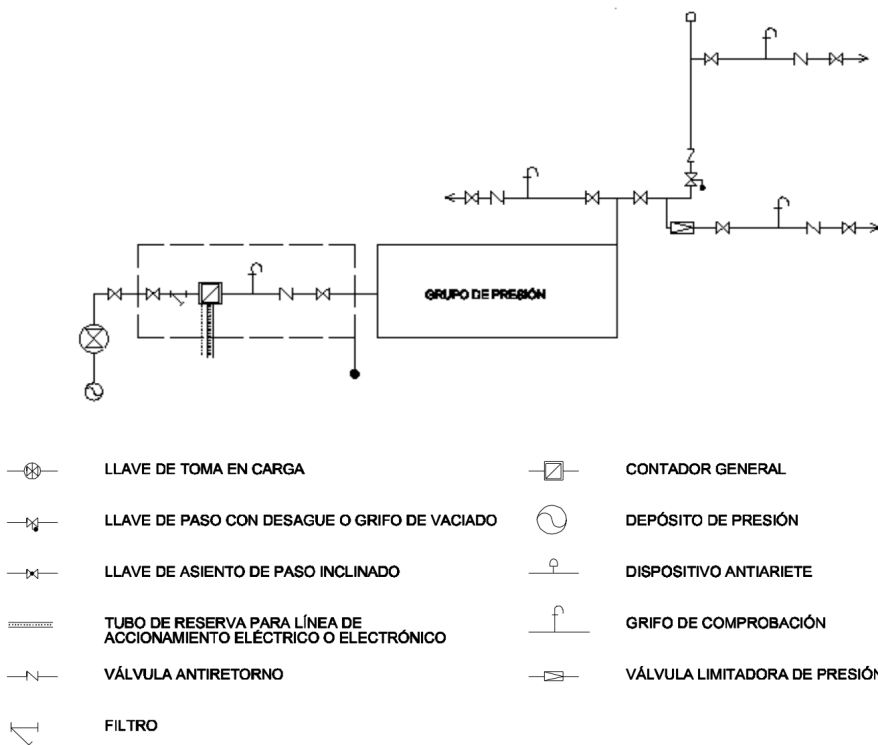 GRUPO DE PRESIÓN
LLAVE DE TOMA EN CARGA
CONTADOR GENERAL
LLAVE DE PASO CON DESAGUE O GRIFO DE VACIADO
DEPÓSITO DE PRESIÓN
LLAVE DE ASIENTO DE PASO INCLINADO
DISPOSITIVO ANTIARIETE
TUBO DE RESERVA PARA LÍNEA DE
ACCIONAMIENTO ELÉCTRICO O ELECTRÓNICO
GRIFO DE COMPROBACIÓN
VÁLVULA ANTIRETORNO
VÁLVULA LIMITADORA DE PRESIÓN
FILTRO